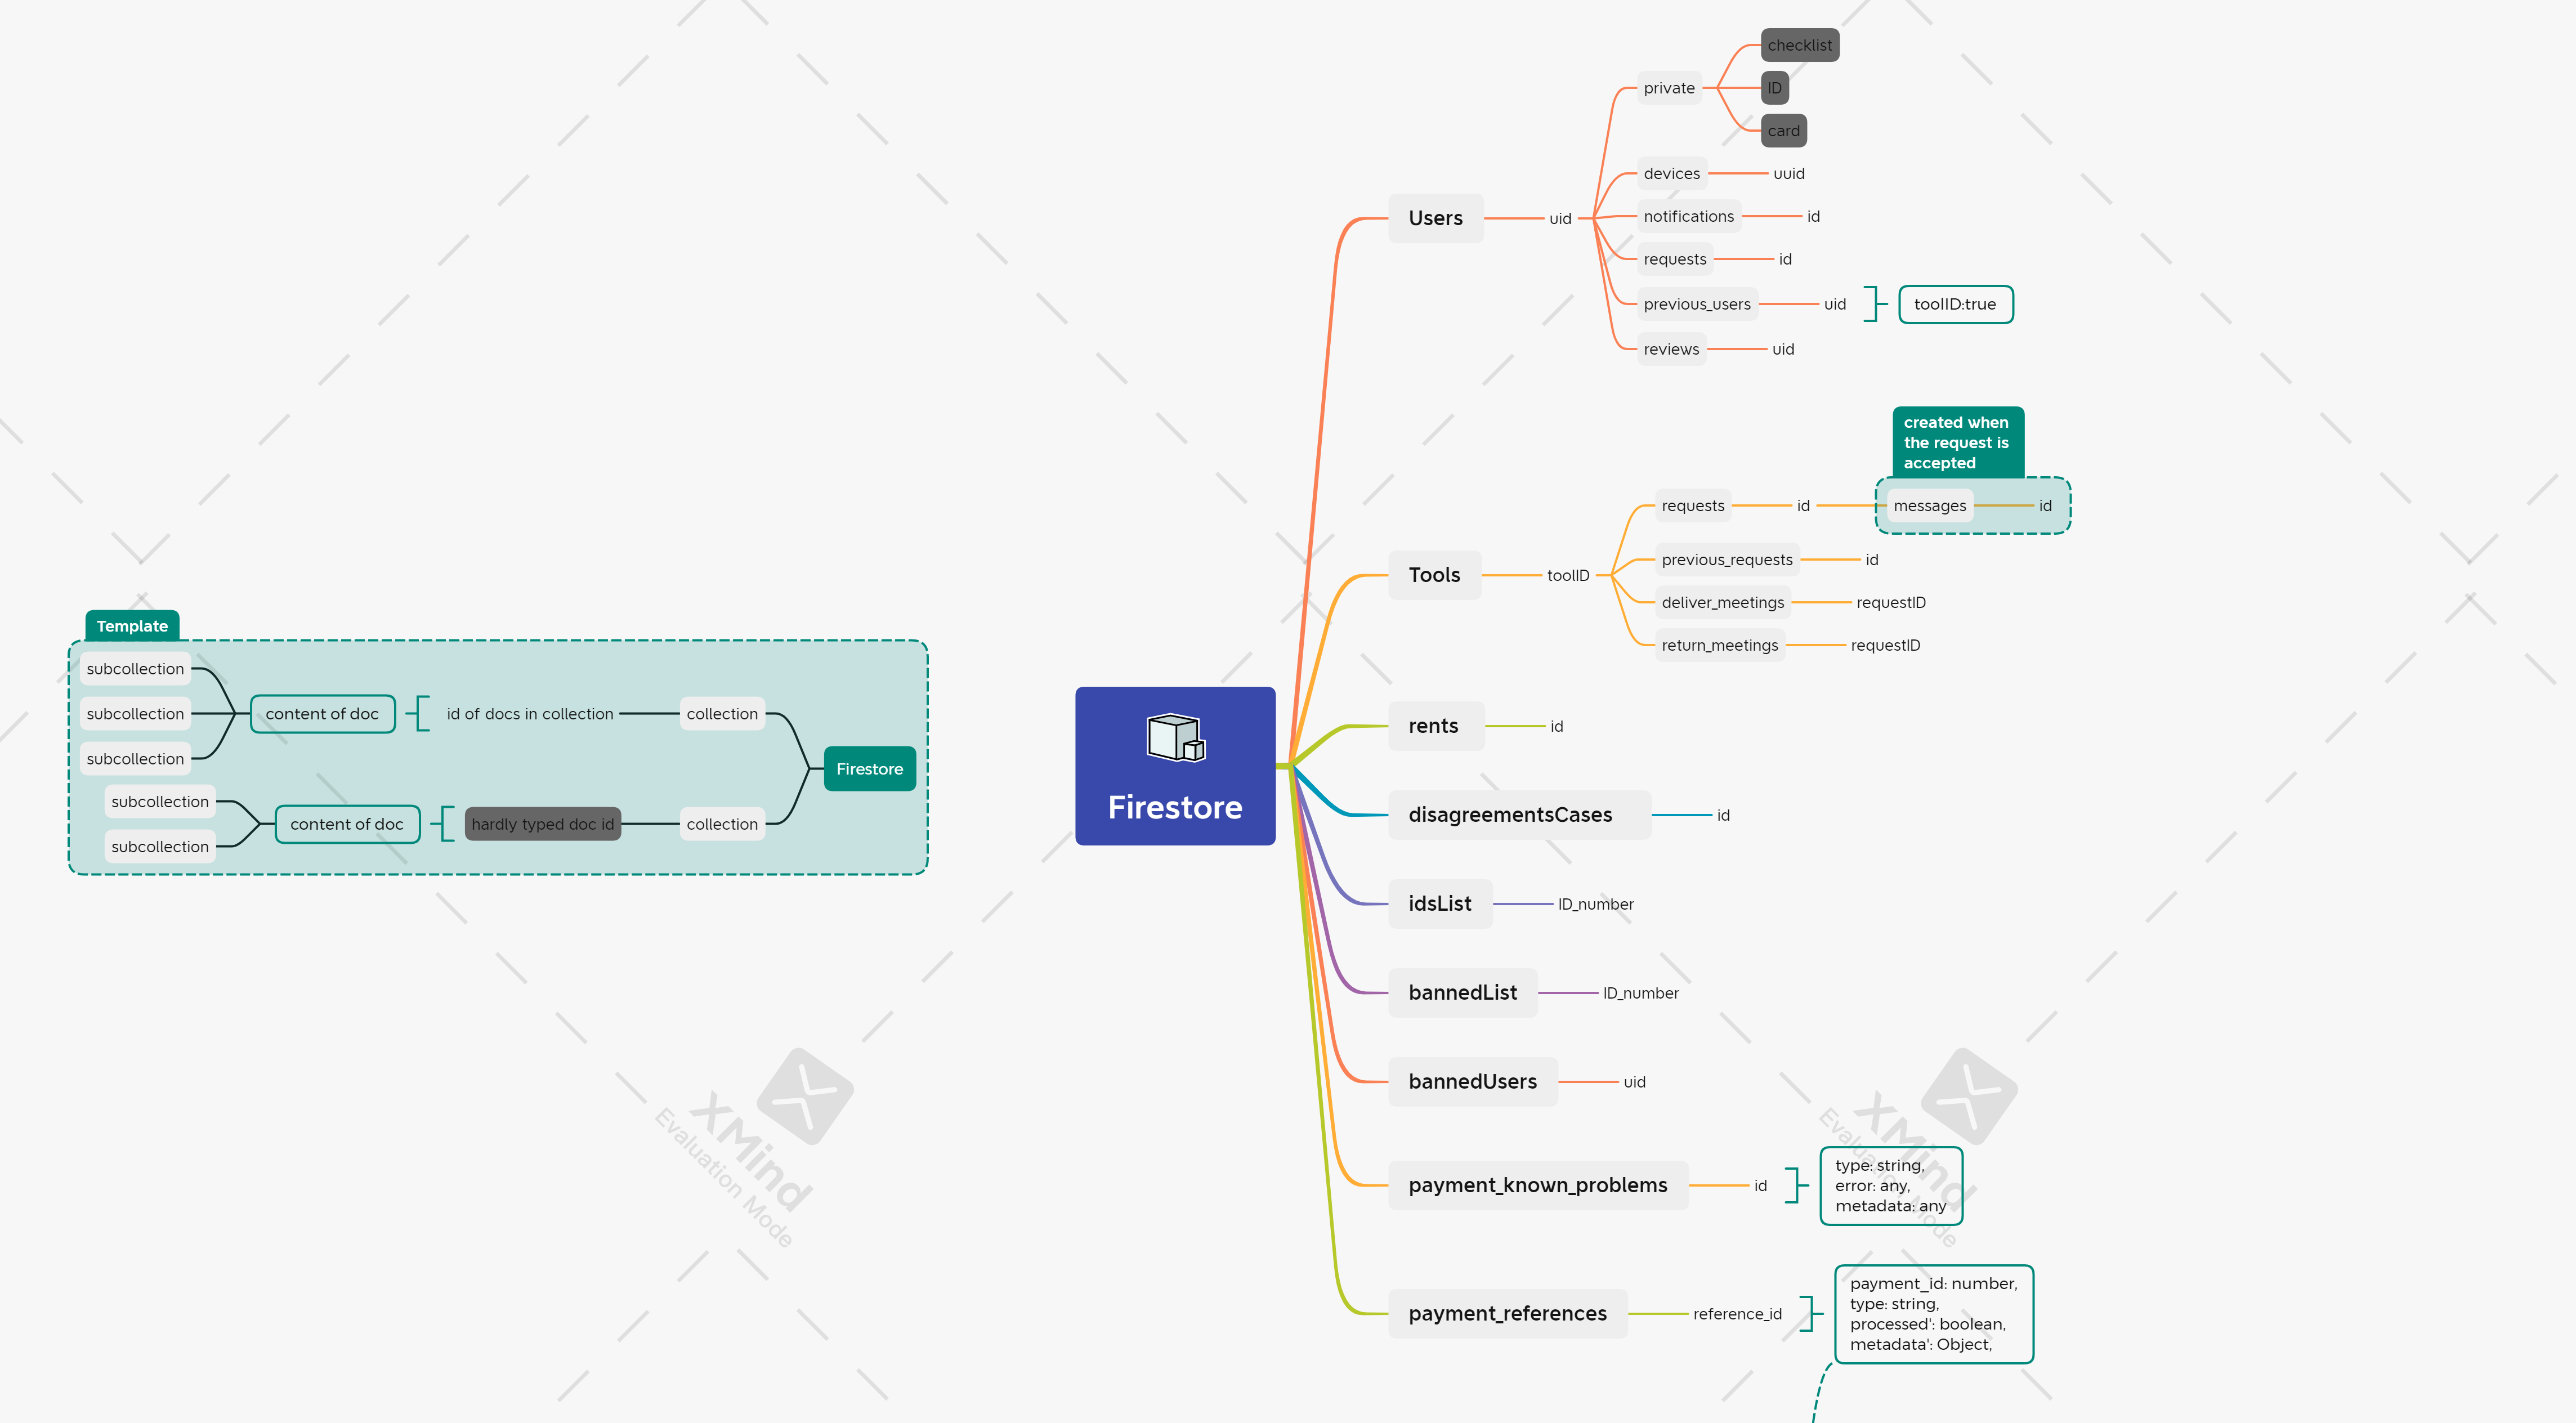 Template
subcollection
subcollection
subcollection
content of doc
id of docs in collection
collection
subcollection
subcollection
content of doc
hardly typed doc id
collection
Firestore
Firestore
Users
uid
private
checklist
ID
card
devices
uuid
notifications
id
requests
id
previous_users
uid
toolID:true
reviews
uid
Tools
toolID
requests
id
created when
the request is
accepted
messages
id
previous_requests
id
deliver_meetings
requestID
return_meetings
requestID
rents
id
disagreementsCases
id
idsList
ID_number
bannedList
ID_number
bannedUsers
uid
payment_known_problems
id
type: string,
error: any,
metadata: any
payment_references
reference_id
payment_id: number,
type: string,
processed': boolean,
metadata': Object,
XMind
Evaluation Mode
XMind
Evaluation Mode